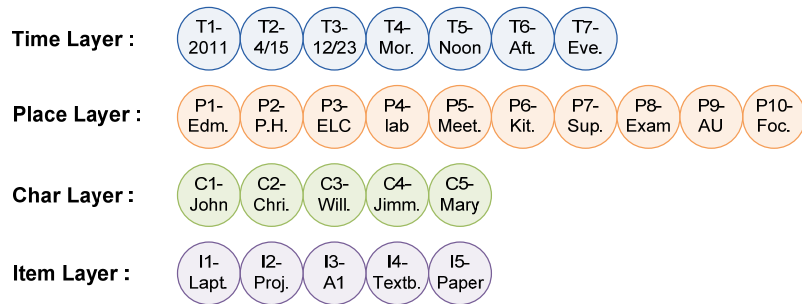 Time Layer :
T1- T2- T3- T4- T5- T6- T7-
2011 4/15 12/23 Mor. Noon Aft. Eve.
Place Layer :
P1- P2- P3- P4- P5- P6- P7- P8- P9- P10-
Edm. P.H. ELC lab Meet. Kit. Sup. Exam AU Foc.
Char Layer :
C1- C2- C3- C4- C5-
John Chri. Will. Jimm. Mary
Item Layer :
I1- I2- I3- I4- I5-
Lapt. Proj. A1 Textb. Paper